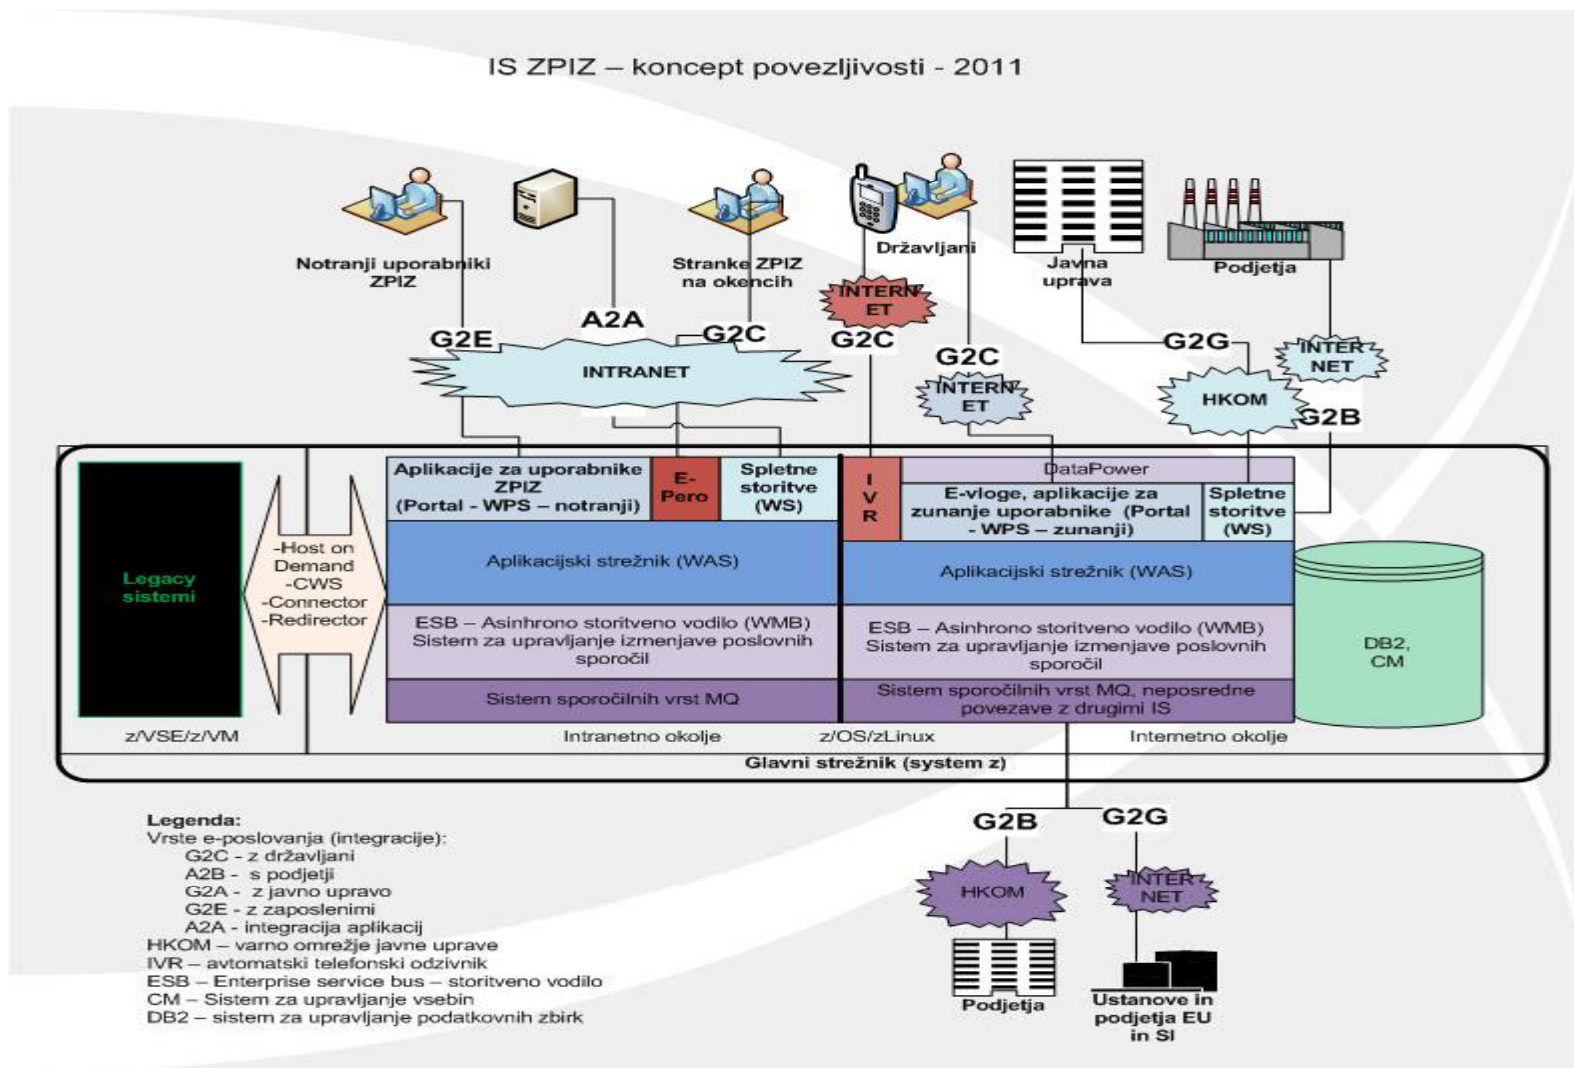 IS ZPIZ – koncept povezljivosti - 2011
Notranji uporabniki
ZPIZ
Stranke ZPIZ
na okencih
Državljani
Javna
uprava
Podjetja
INTERN
ET
G2E
A2A
G2C
G2C
G2C
G2G
INTER
NET
INTRANET
INTERN
ET
HKOM
G2B
Aplikacije za uporabnike
ZPIZ
(Portal - WPS – notranji)
E-
Pero
Spletne
storitve
(WS)
I
V
R
DataPower
E-vloge, aplikacije za
zunanje uporabnike (Portal
- WPS – zunanji)
Spletne
storitve
(WS)
Legacy
sistemi
-Host on
Demand
-CWS
-Connector
-Redirector
Aplikacijski strežnik (WAS)
Aplikacijski strežnik (WAS)
ESB – Asinhrono storitveno vodilo (WMB)
Sistem za upravljanje izmenjave poslovnih
sporočil
ESB – Asinhrono storitveno vodilo (WMB)
Sistem za upravljanje izmenjave poslovnih
sporočil
DB2,
CM
Sistem sporočilnih vrst MQ
Sistem sporočilnih vrst MQ, neposredne
povezave z drugimi IS
z/VSE/z/VM
Intranetno okolje
z/OS/zLinux
Internetno okolje
Glavni strežnik (system z)
G2B
G2G
HKOM
INTER
NET
Podjetja
Ustanove in
podjetja EU
in SI
Legenda:
Vrste e-poslovanja (integracije):
G2C - z državljani
A2B - s podjetji
G2A - z javno upravo
G2E - z zaposlenimi
A2A - integracija aplikacij
HKOM – varno omrežje javne uprave
IVR – avtomatski telefonski odzivnik
ESB – Enterprise service bus – storitveno vodilo
CM – Sistem za upravljanje vsebin
DB2 – sistem za upravljanje podatkovnih zbirk